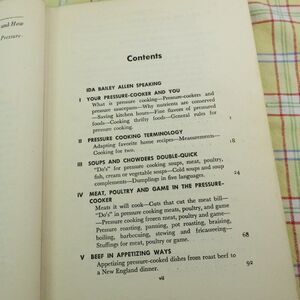 and How
Pressure-
Contents
IDA BAILEY ALLEN SPEAKING
I YOUR PRESSURE-COOKER AND YOU
What is pressure cooking—Pressure-cookers and
pressure saucepans—Why nutrients are conserved
—Saving kitchen hours—Fine flavors of pressured
foods—Cooking thrifty foods—General rules for
pressure cooking. 1
II PRESSURE COOKING TERMINOLOGY
Adapting favorite home recipes—Measurements—
Cooking for two. 18
III SOUPS AND CHOWDERS DOUBLE-QUICK
"Do's" for pressure cooking soups, meat, poultry,
fish, cream or vegetable soups—Cold soups and soup
complements—Dumplings in five languages. 24
IV MEAT, POULTRY AND GAME IN THE PRESSURE-
COOKER
Meats it will cook—Cuts that cut the meat bill—
"Do's" in pressure cooking meats, poultry, and game
—Pressure cooking frozen meat, poultry and game—
Pressure roasting, panning, pot roasting, braising,
boiling, barbecuing, stewing and fricasseeing—
Stuffings for meat, poultry or game. 68
V BEEF IN APPETIZING WAYS
Appetizing pressure-cooked dishes from roast beef to
a New England dinner. 92
vii